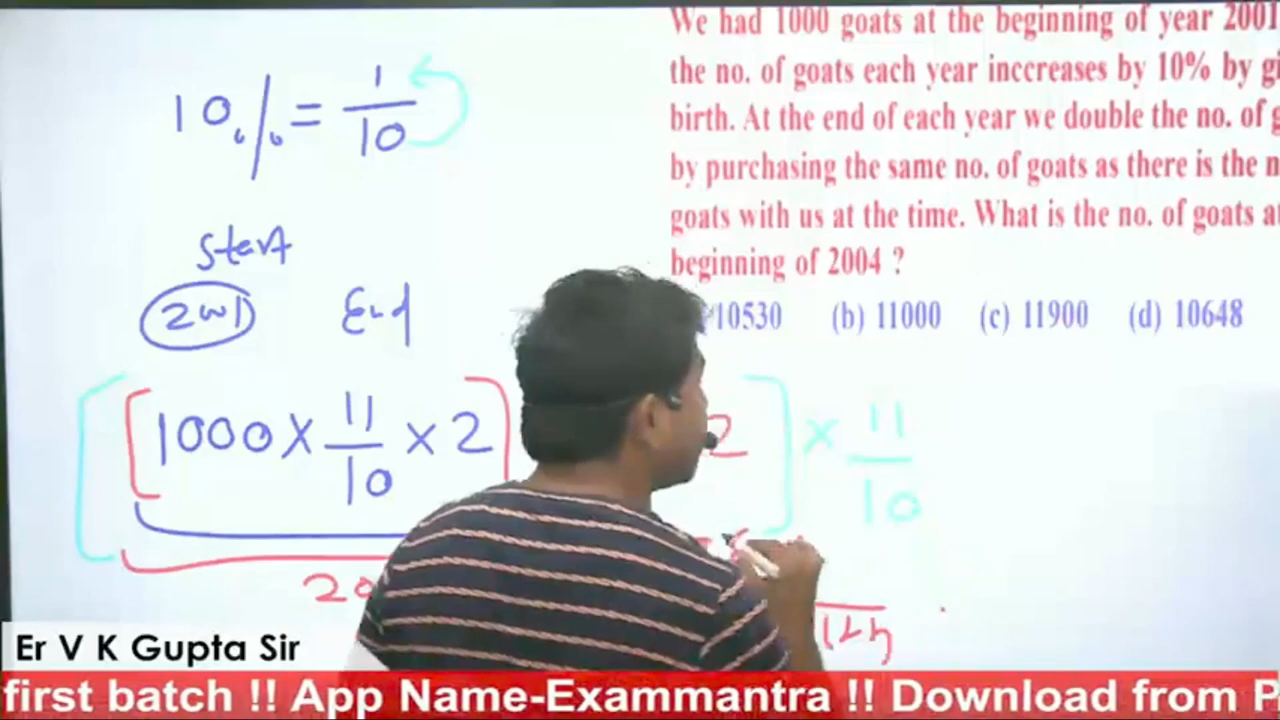 We had 1000 goats at the beginning of year 2001
the no. of goats each year inccreases by 10% by gi
birth. At the end of each year we double the no. of g
by purchasing the same no. of goats as there is the n
goats with us at the time. What is the no. of goats a
beginning of 2004 ?
10530 (b) 11000 (c) 11900 (d) 10648
10% = 1/10
Start
2001 End
[[1000 × 11/10 × 2] 2] × 11/10
Er V K Gupta Sir
first batch !! App Name-Exammantra !! Download from P